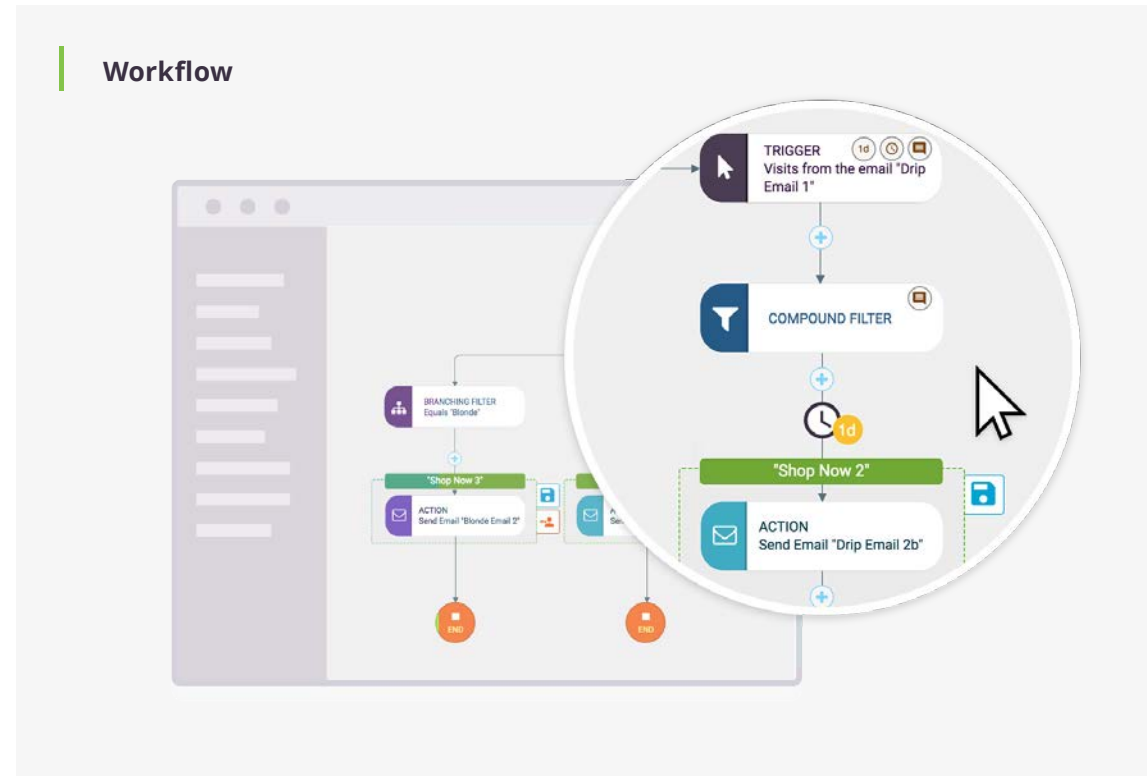 Workflow
TRIGGER
1d
Visits from the email "Drip
Email 1"
COMPOUND FILTER
1d
"Shop Now 2"
ACTION
Send Email "Drip Email 2b"
BRANCHING FILTER
Equals "Blonde"
"Shop Now 3"
ACTION
Send Email "Blonde Email 2"
END
END